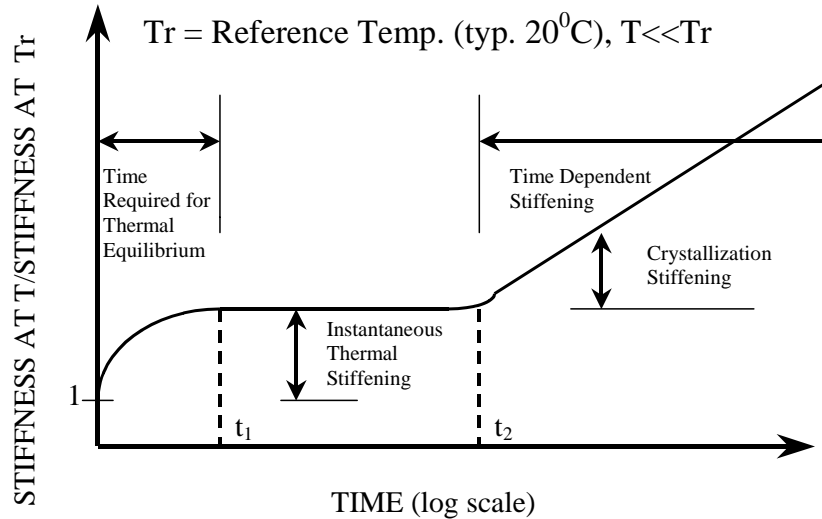 Tr = Reference Temp. (typ. 20⁰C), T<<Tr
STIFFNESS AT T/STIFFNESS AT Tr
Time
Required for
Thermal
Equilibrium
Time Dependent
Stiffening
Crystallization
Stiffening
Instantaneous
Thermal
Stiffening
1
t₁
t₂
TIME (log scale)